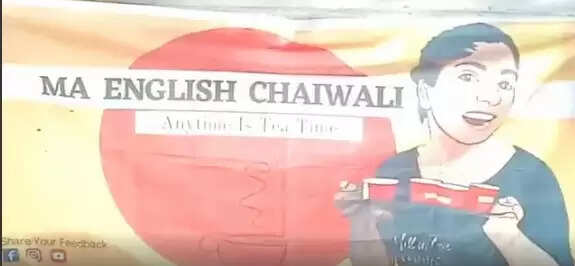 MA ENGLISH CHAIWALI
Anytime Is Tea Time
Share Your Feedback